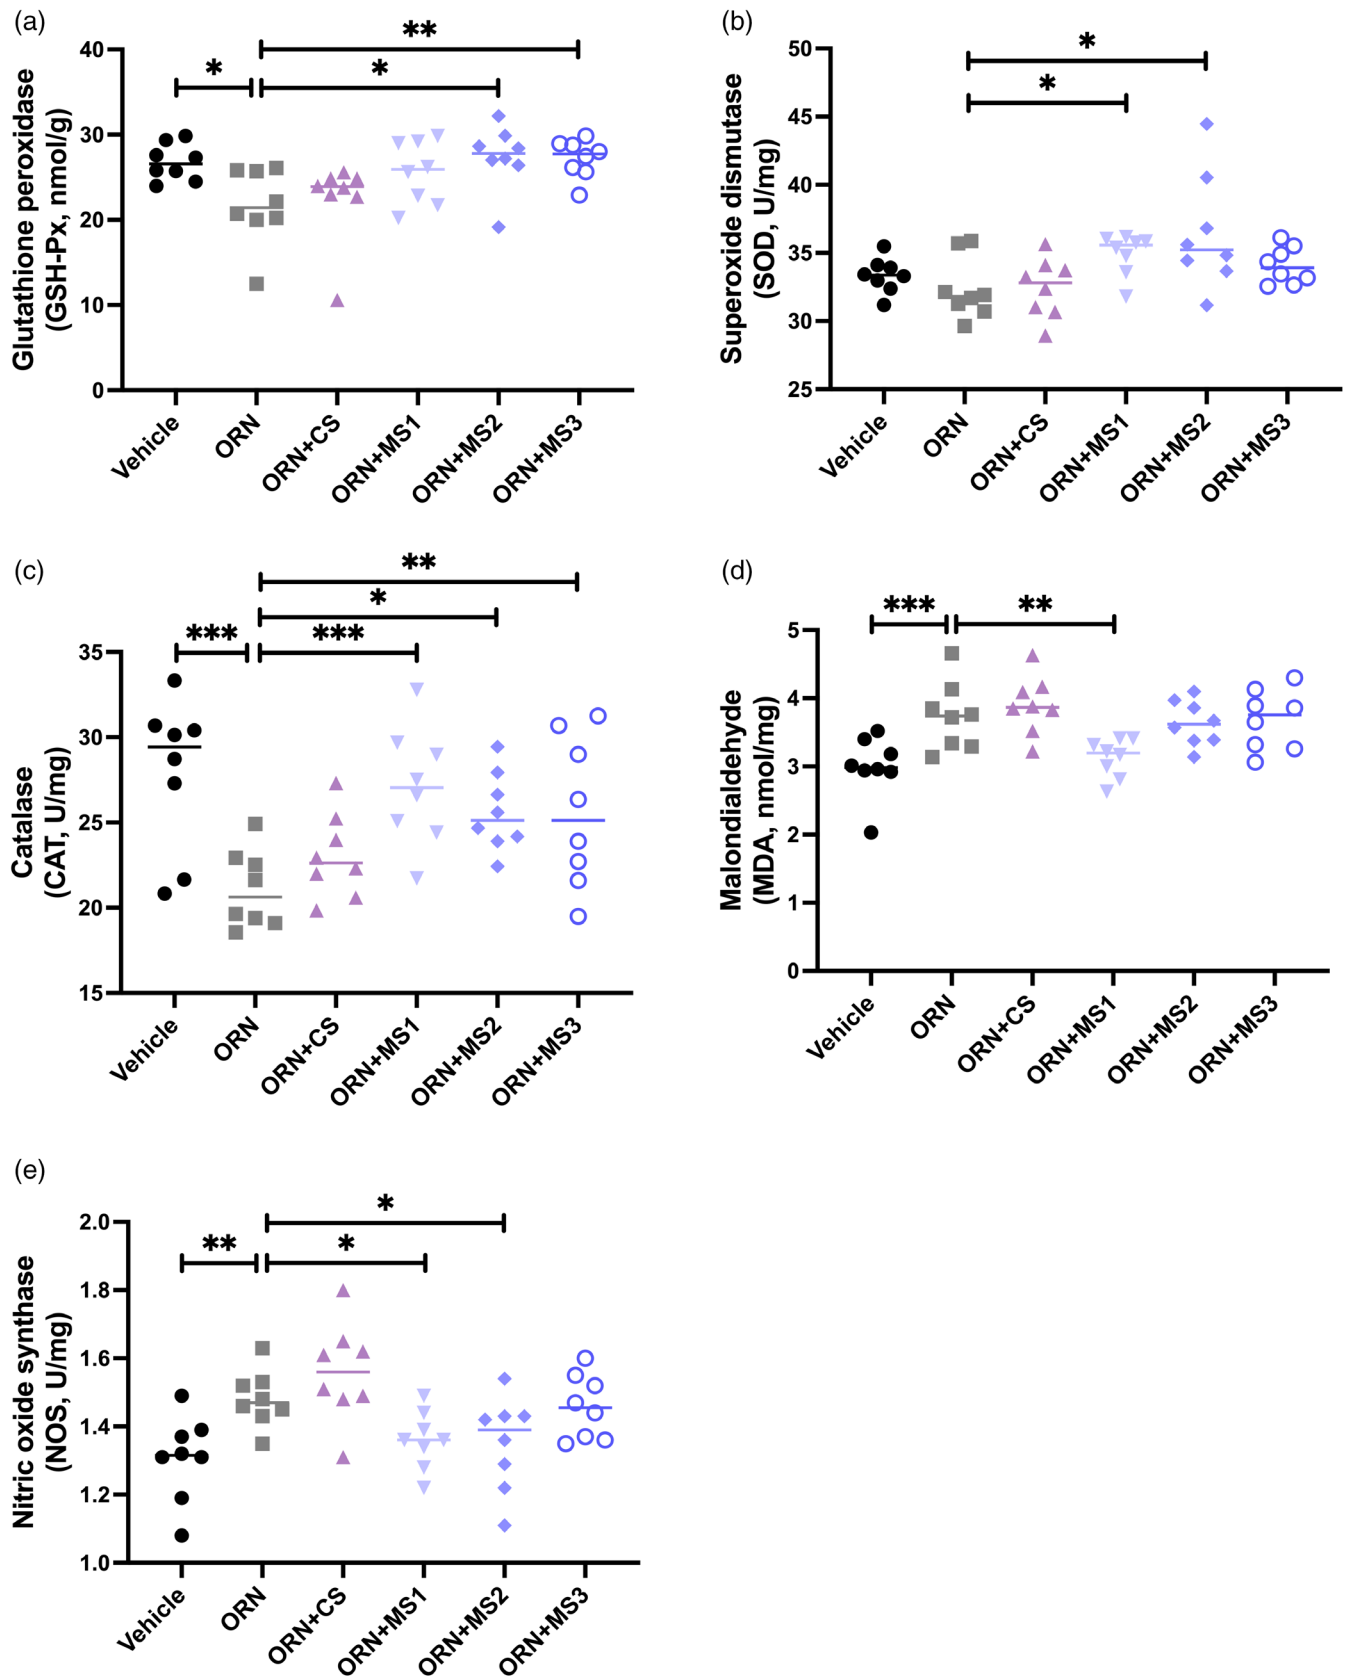 (a)
**
*
*
40
30
20
10
0
Glutathione peroxidase
(GSH-Px, nmol/g)
Vehicle
ORN
ORN+CS
ORN+MS1
ORN+MS2
ORN+MS3
(b)
*
*
50
45
40
35
30
25
Superoxide dismutase
(SOD, U/mg)
Vehicle
ORN
ORN+CS
ORN+MS1
ORN+MS2
ORN+MS3
(c)
**
*
***
***
35
30
25
20
15
Catalase
(CAT, U/mg)
Vehicle
ORN
ORN+CS
ORN+MS1
ORN+MS2
ORN+MS3
(d)
***
**
5
4
3
2
1
0
Malondialdehyde
(MDA, nmol/mg)
Vehicle
ORN
ORN+CS
ORN+MS1
ORN+MS2
ORN+MS3
(e)
*
**
*
2.0
1.8
1.6
1.4
1.2
1.0
Nitric oxide synthase
(NOS, U/mg)
Vehicle
ORN
ORN+CS
ORN+MS1
ORN+MS2
ORN+MS3